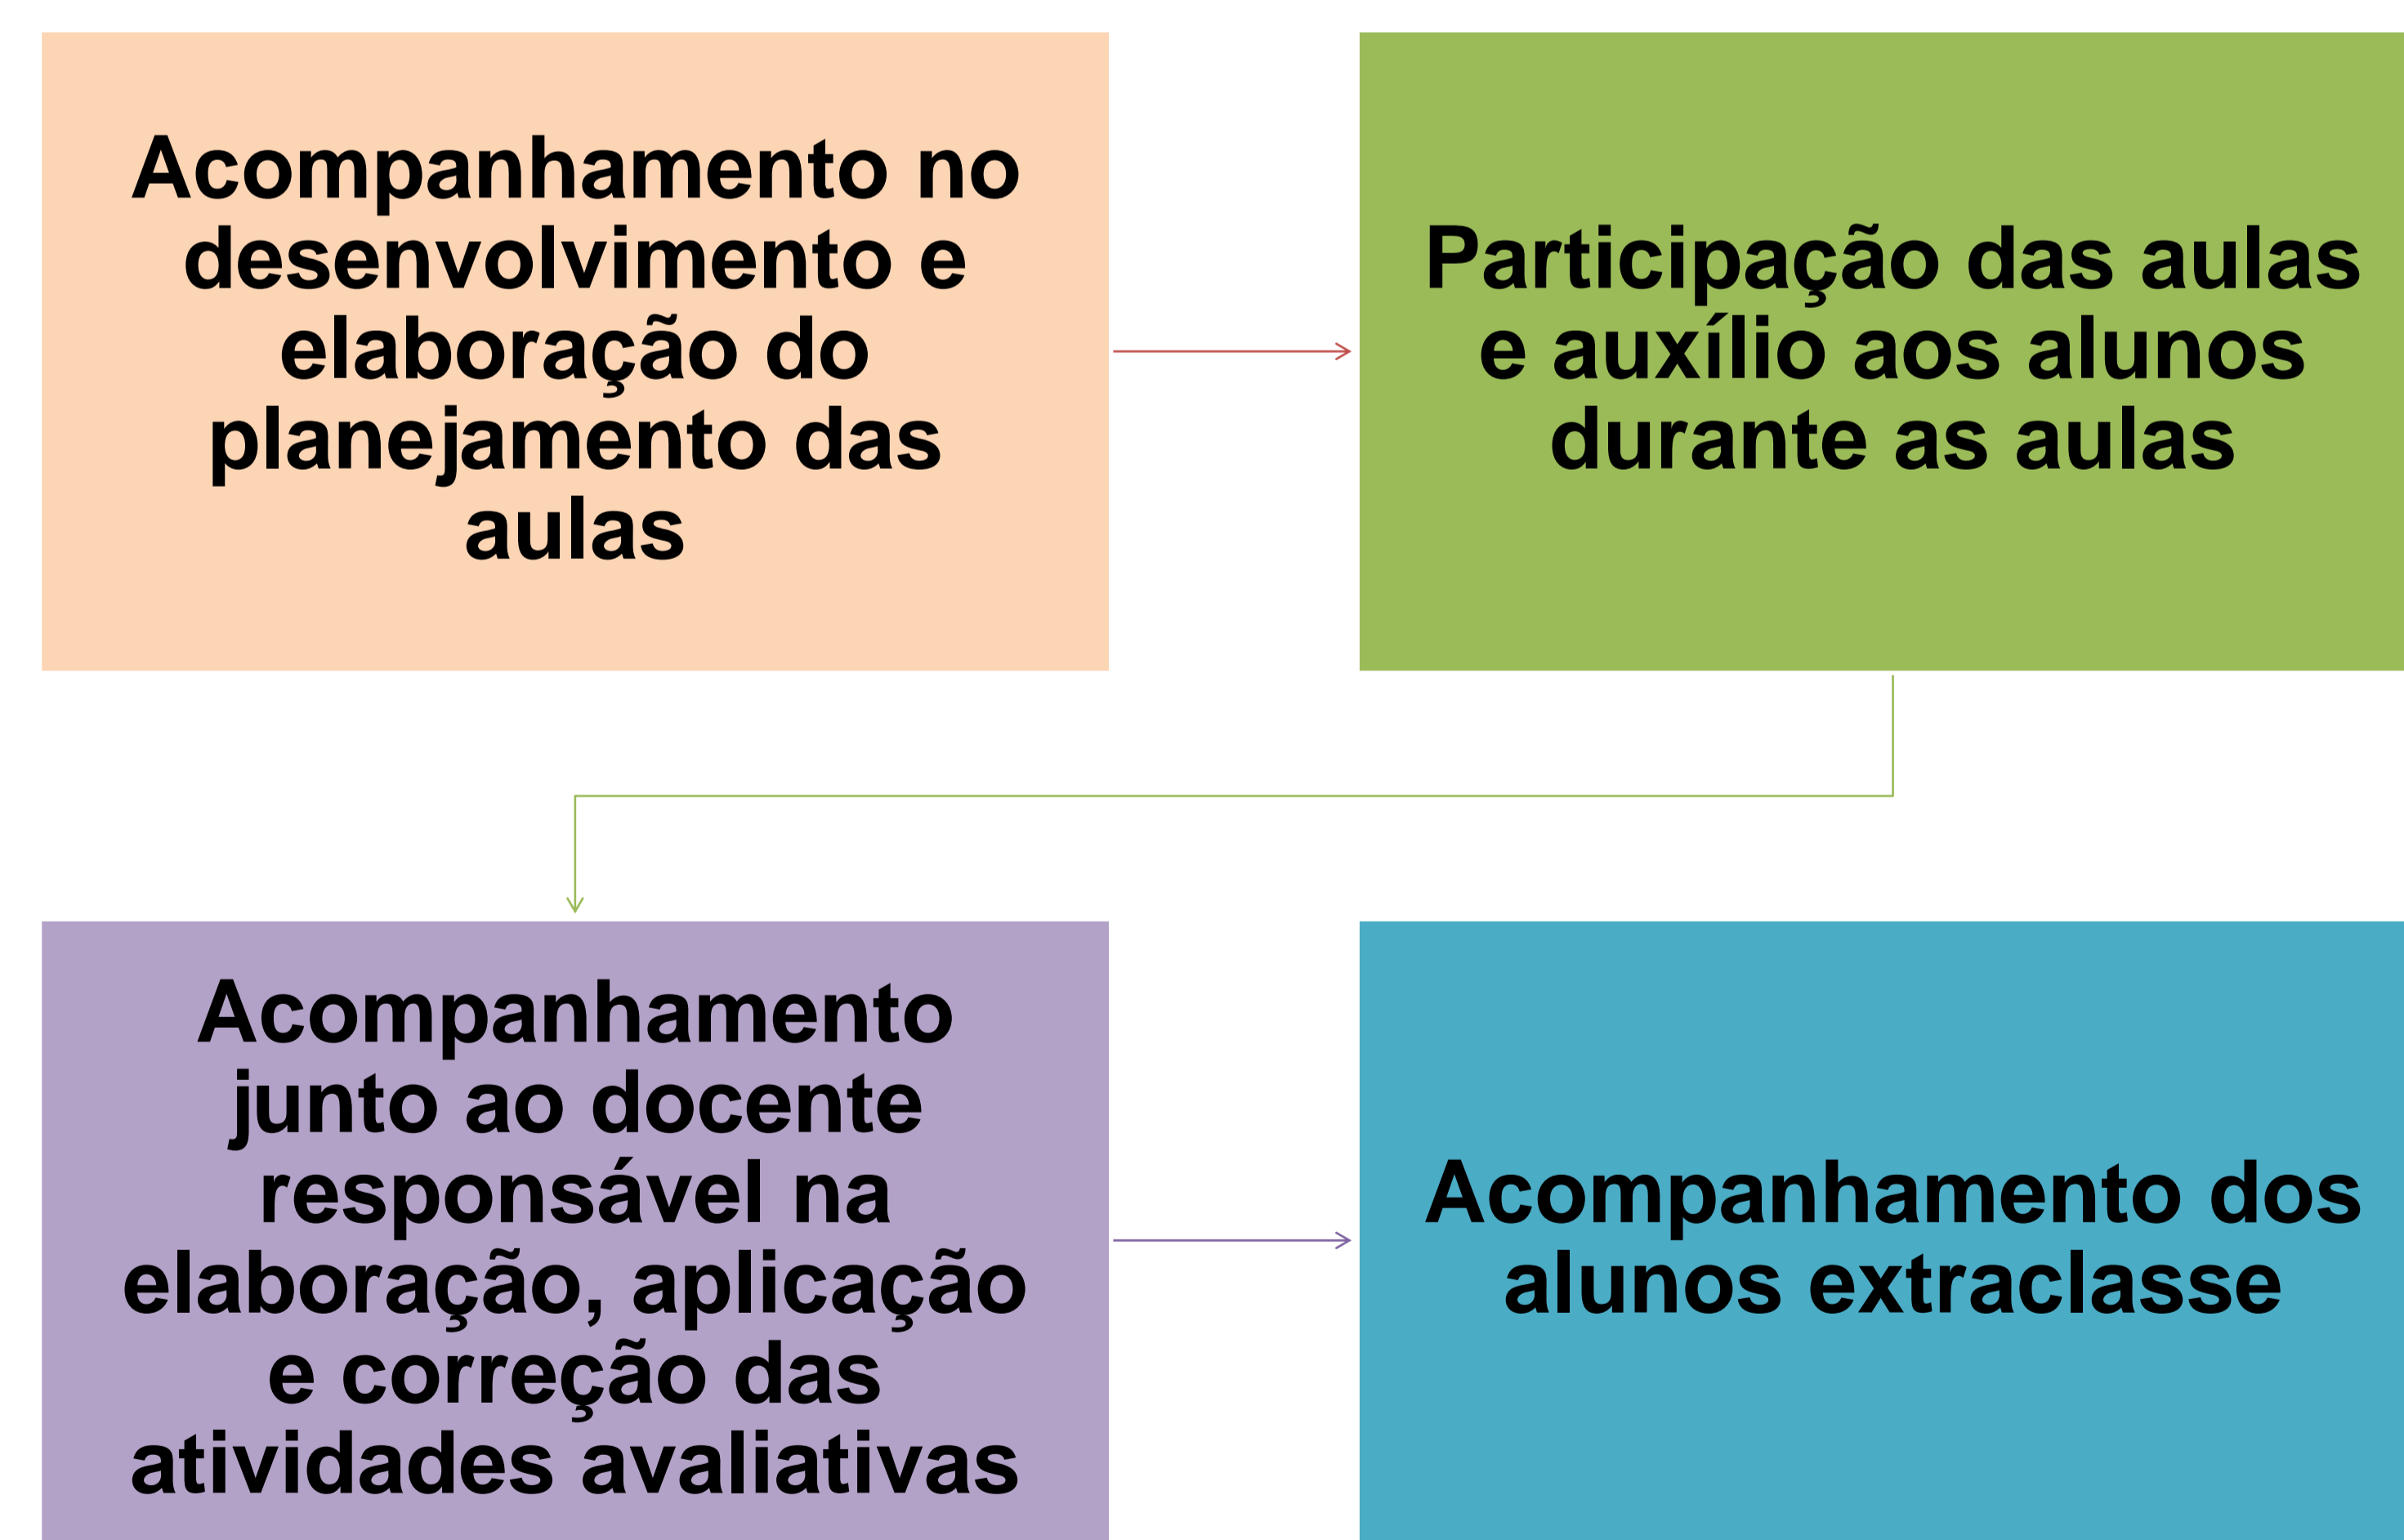 Acompanhamento no
desenvolvimento e
elaboração do
planejamento das
aulas
Participação das aulas
e auxílio aos alunos
durante as aulas
Acompanhamento
junto ao docente
responsável na
elaboração, aplicação
e correção das
atividades avaliativas
Acompanhamento dos
alunos extraclasse